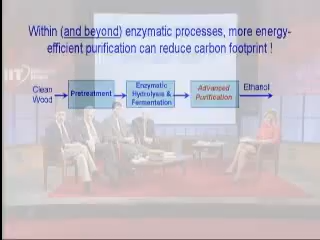 Within (and beyond) enzymatic processes, more energy-
efficient purification can reduce carbon footprint !
Clean
Wood
Pretreatment
Enzymatic
Hydrolysis &
Fermentation
Advanced
Purification
Ethanol